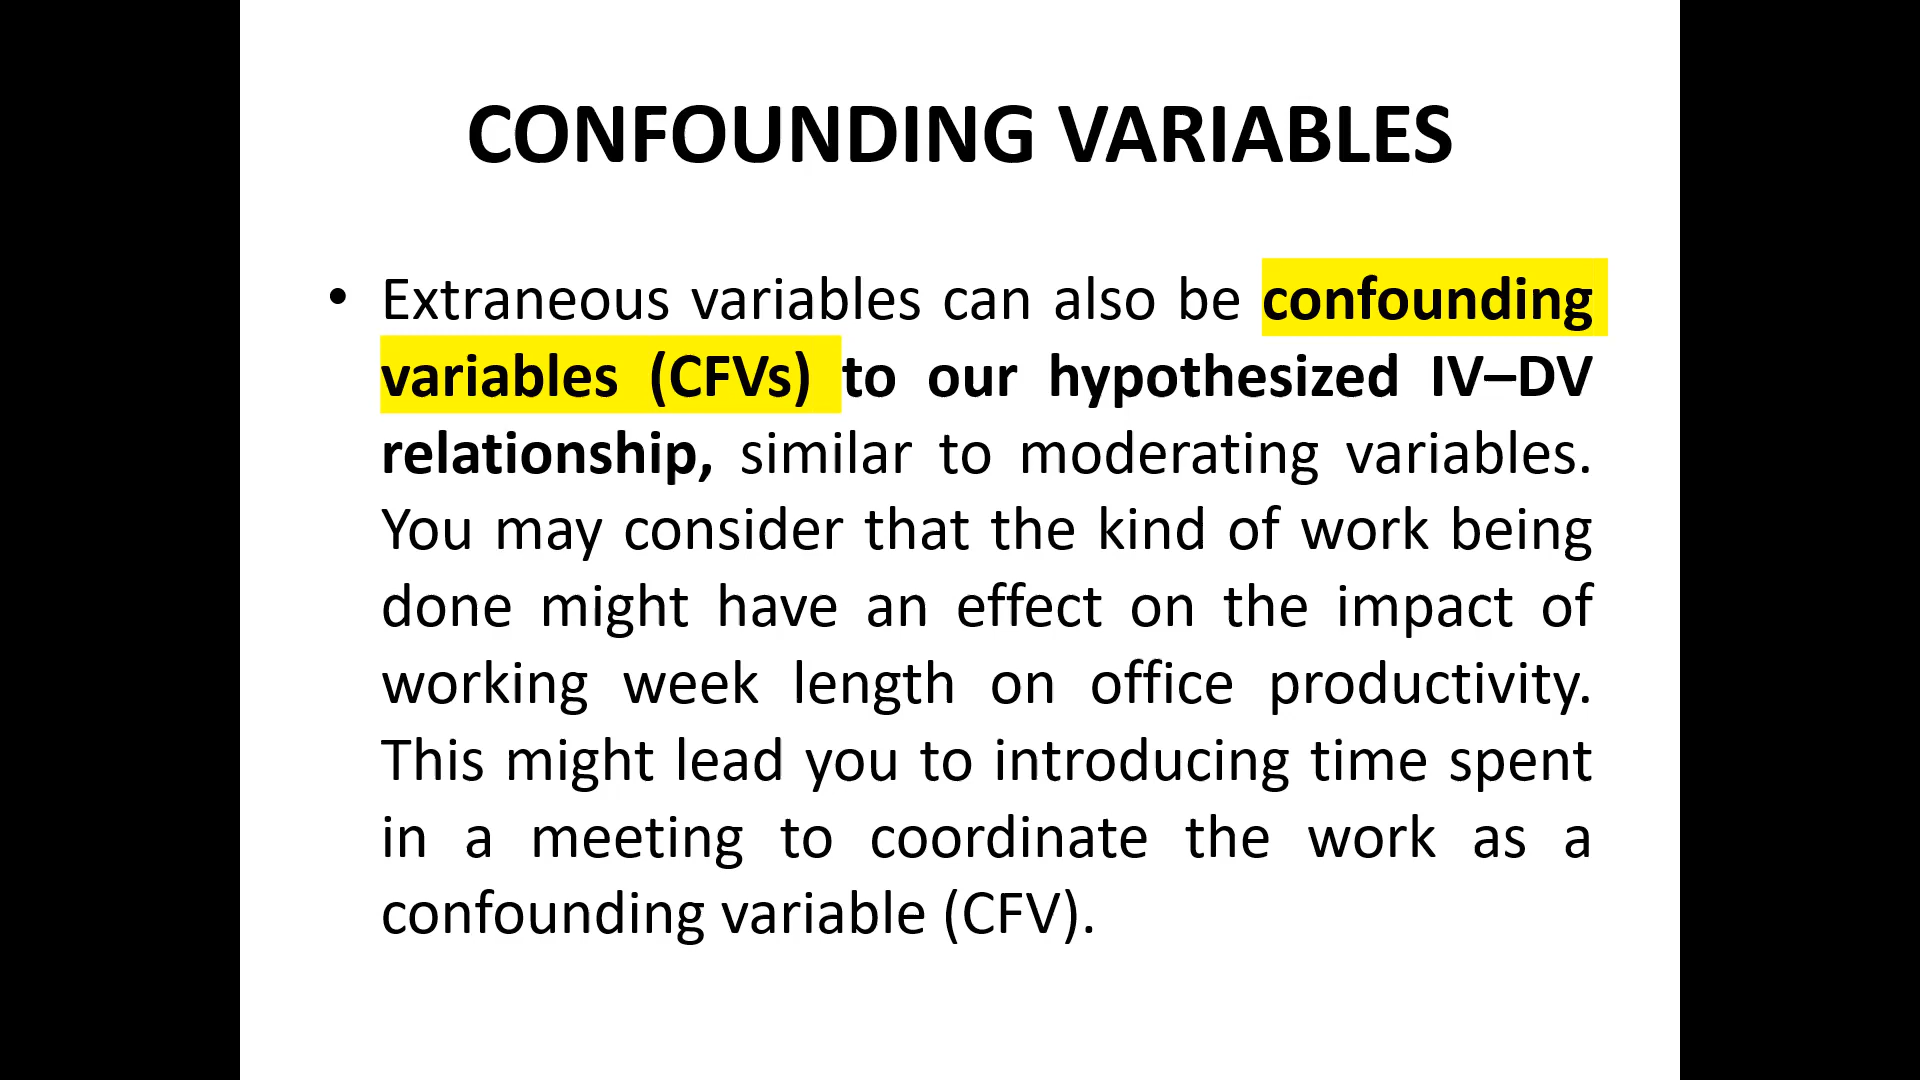 CONFOUNDING VARIABLES
• Extraneous variables can also be confounding
variables (CFVs) to our hypothesized IV–DV
relationship, similar to moderating variables.
You may consider that the kind of work being
done might have an effect on the impact of
working week length on office productivity.
This might lead you to introducing time spent
in a meeting to coordinate the work as a
confounding variable (CFV).